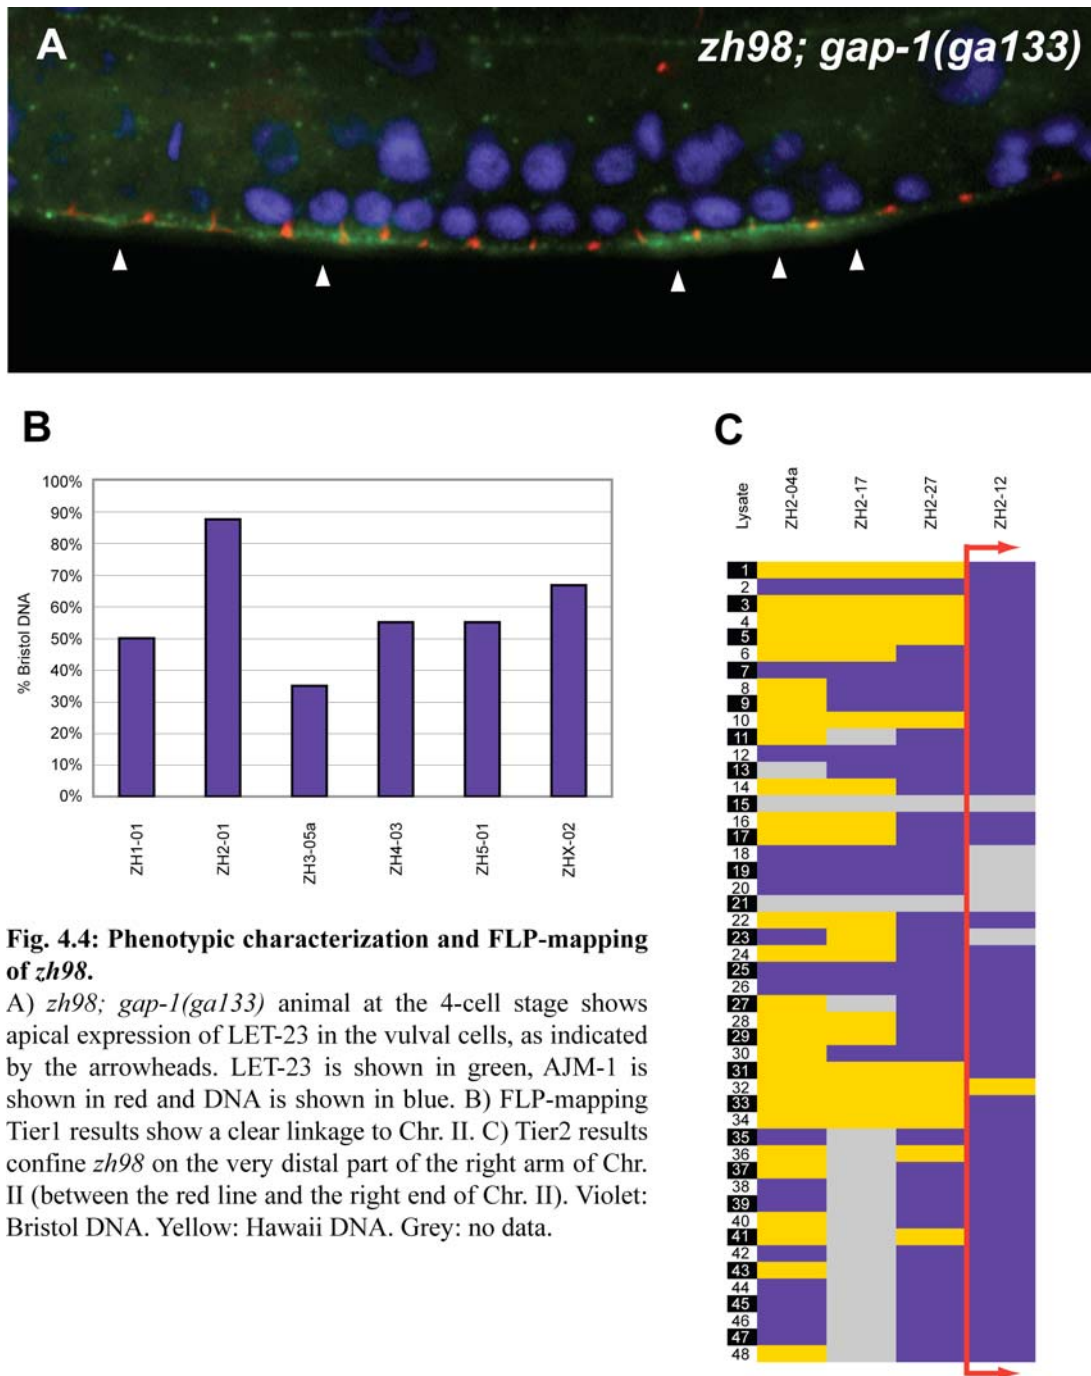 A
zh98; gap-1(ga133)
B
100%
90%
80%
70%
60%
50%
40%
30%
20%
10%
0%
% Bristol DNA
ZH1-01
ZH2-01
ZH3-05a
ZH4-03
ZH5-01
ZHX-02
Fig. 4.4: Phenotypic characterization and FLP-mapping
of zh98.
A) zh98; gap-1(ga133) animal at the 4-cell stage shows
apical expression of LET-23 in the vulval cells, as indicated
by the arrowheads. LET-23 is shown in green, AJM-1 is
shown in red and DNA is shown in blue. B) FLP-mapping
Tier1 results show a clear linkage to Chr. II. C) Tier2 results
confine zh98 on the very distal part of the right arm of Chr.
II (between the red line and the right end of Chr. II). Violet:
Bristol DNA. Yellow: Hawaii DNA. Grey: no data.
C
Lysate
ZH2-04a
ZH2-17
ZH2-27
ZH2-12
1
2
3
4
5
6
7
8
9
10
11
12
13
14
15
16
17
18
19
20
21
22
23
24
25
26
27
28
29
30
31
32
33
34
35
36
37
38
39
40
41
42
43
44
45
46
47
48